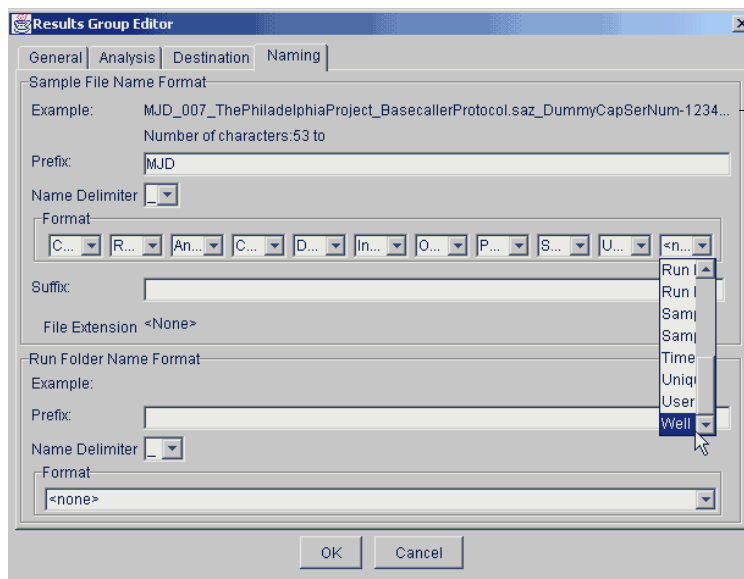 Results Group Editor
General Analysis Destination Naming
Sample File Name Format
Example: MJD_007_ThePhiladelphiaProject_BasecallerProtocol.saz_DummyCapSerNum-1234...
Number of characters:53 to
Prefix: MJD
Name Delimiter _
Format
C... R... An... C... D... In... O... P... S... U... <n...
Run
Run
Suffix:
Sam
Sam
File Extension <None>
Time
Run Folder Name Format
Uniq
Example:
User
Prefix:
Well
Name Delimiter _
Format
<none>
OK Cancel